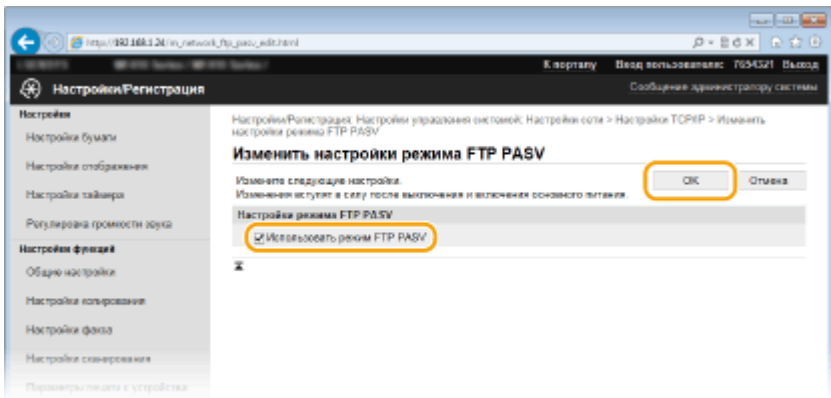 http://192.168.1.24/m_network_ftp_pasv_edit.html
К порталу Вход пользователя: 7654321 Выход
Настройки/Регистрация
Сообщение администратору системы
Настройки
Настройки бумаги
Настройки отображения
Настройки таймера
Регулировка громкости звука
Настройки функций
Общие настройки
Настройки копирования
Настройки факса
Настройки сканирования
Параметры печати с устройства
Настройки/Регистрация: Настройки управления системой: Настройки сети > Настройки TCP/IP > Изменить
настройки режима FTP PASV
Изменить настройки режима FTP PASV
Измените следующие настройки.
Изменения вступят в силу после выключения и включения основного питания.
OK Отмена
Настройки режима FTP PASV
Использовать режим FTP PASV